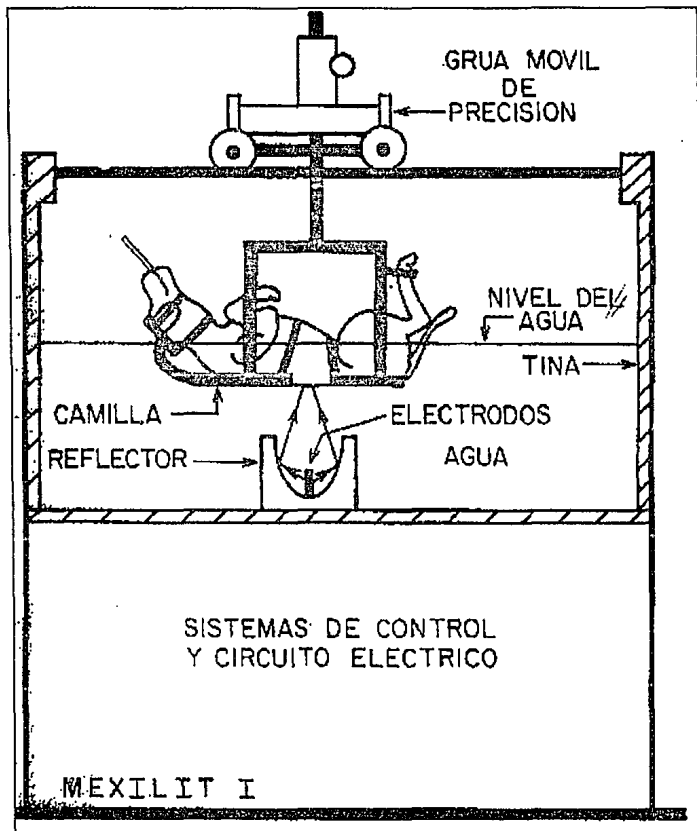 GRUA MOVIL
DE
PRECISION
NIVEL DEL
AGUA
TINA
CAMILLA
ELECTRODOS
REFLECTOR
AGUA
SISTEMAS DE CONTROL
Y CIRCUITO ELECTRICO
MEXILIT I